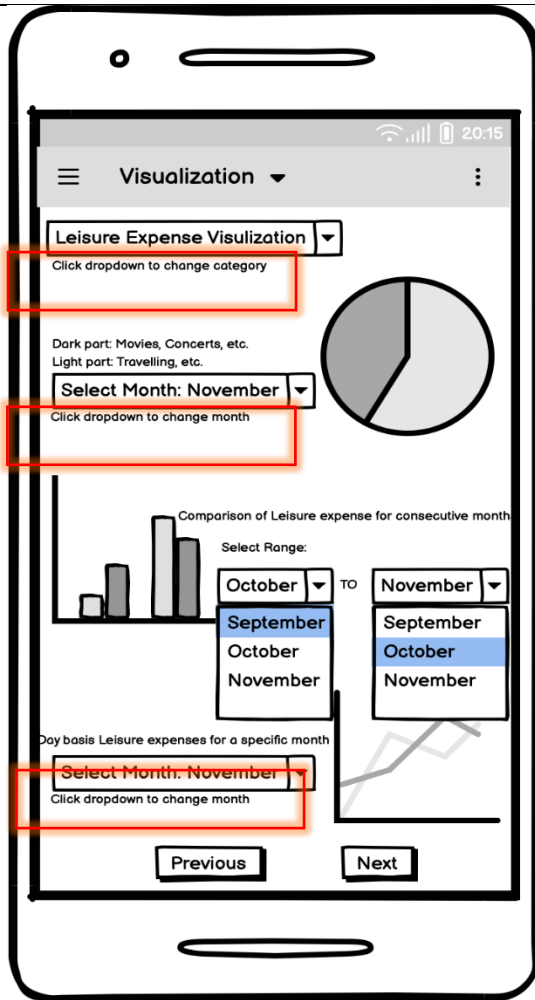 20:15
Visualization
Leisure Expense Visulization
Click dropdown to change category
Dark part: Movies, Concerts, etc.
Light part: Travelling, etc.
Select Month: November
Click dropdown to change month
Comparison of Leisure expense for consecutive month
Select Range:
October TO November
September September
October October
November November
Day basis Leisure expenses for a specific month
Select Month: November
Click dropdown to change month
Previous Next